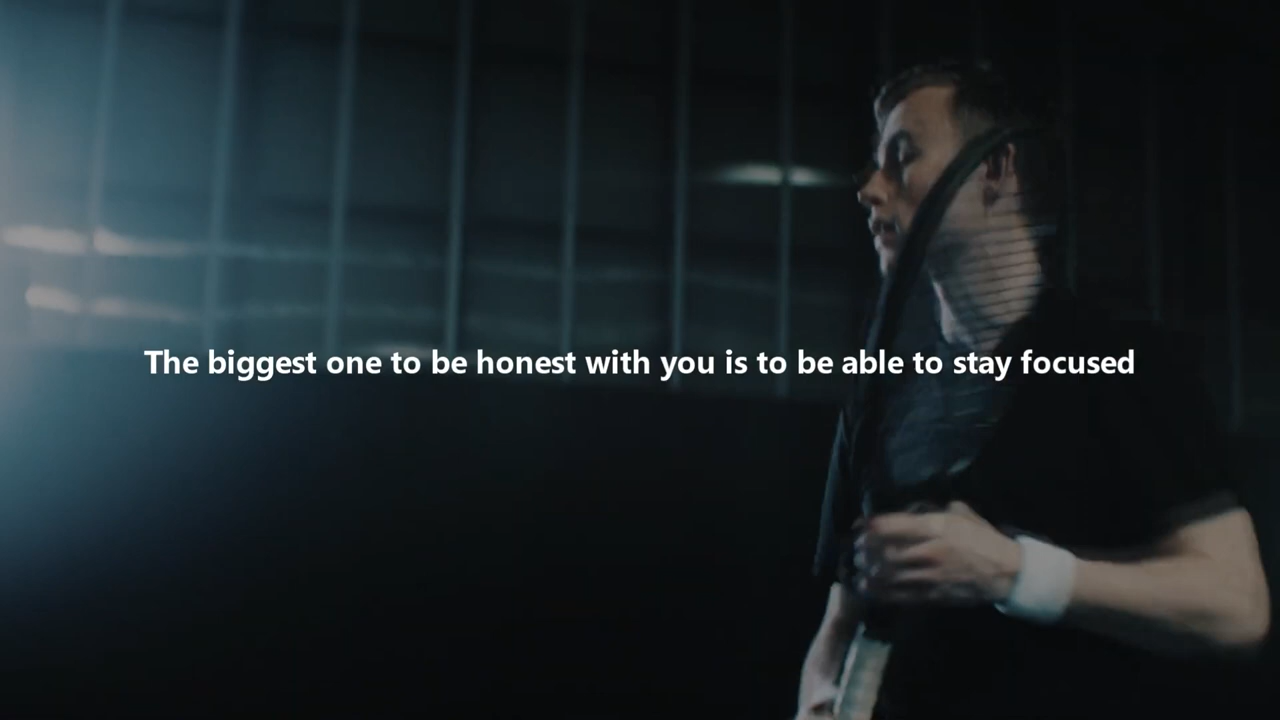 The biggest one to be honest with you is to be able to stay focused